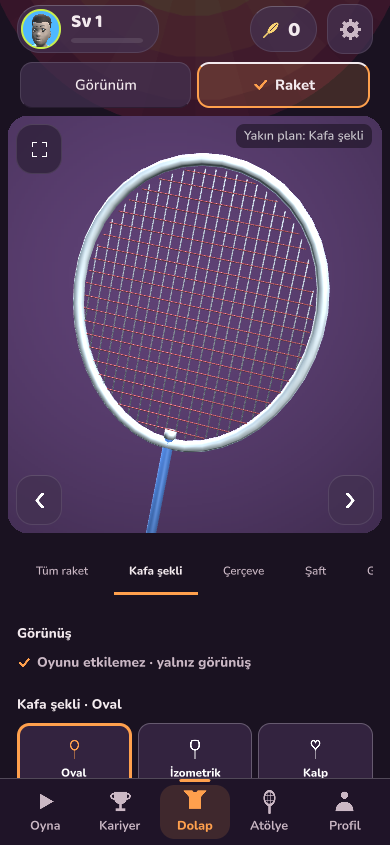 Sv 1
0
Görünüm
Raket
Yakın plan: Kafa şekli
Tüm raket
Kafa şekli
Çerçeve
Şaft
Görünüş
Oyunu etkilemez · yalnız görünüş
Kafa şekli · Oval
Oval
İzometrik
Kalp
Oyna
Kariyer
Dolap
Atölye
Profil